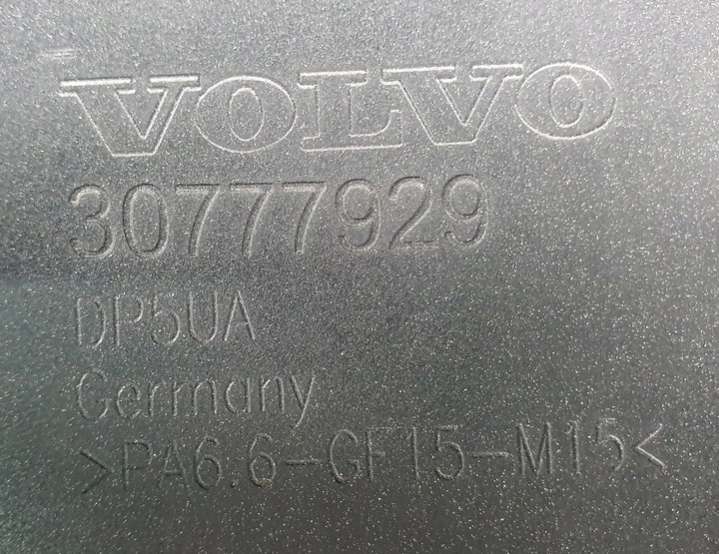 VOLVO
30777929
DP5UA
Germany
>PA6.6-GF15-M15<